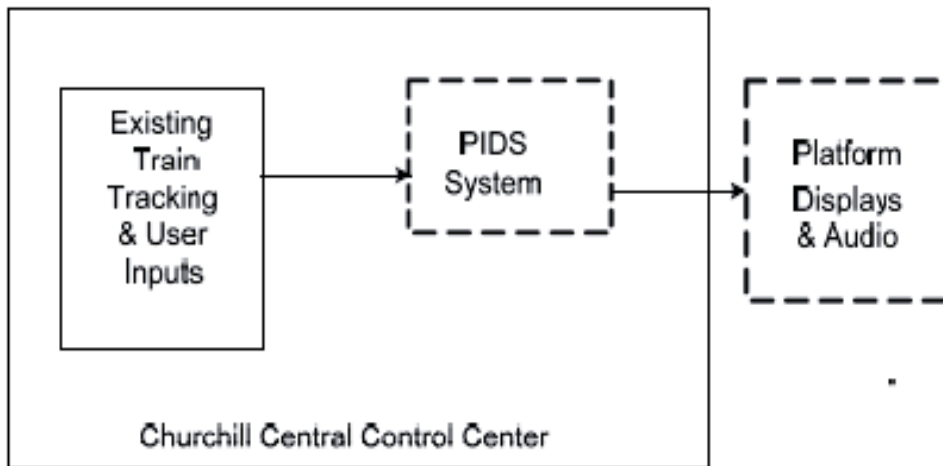 Existing
Train
Tracking
& User
Inputs
PIDS
System
Platform
Displays
& Audio
Churchill Central Control Center